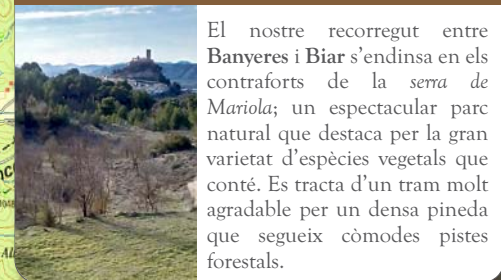 El nostre recorregut entre
Banyeres i Biar s’endinsa en els
contraforts de la serra de
Mariola; un espectacular parc
natural que destaca per la gran
varietat d’espècies vegetals que
conté. Es tracta d’un tram molt
agradable per un densa pineda
que segueix còmodes pistes
forestals.